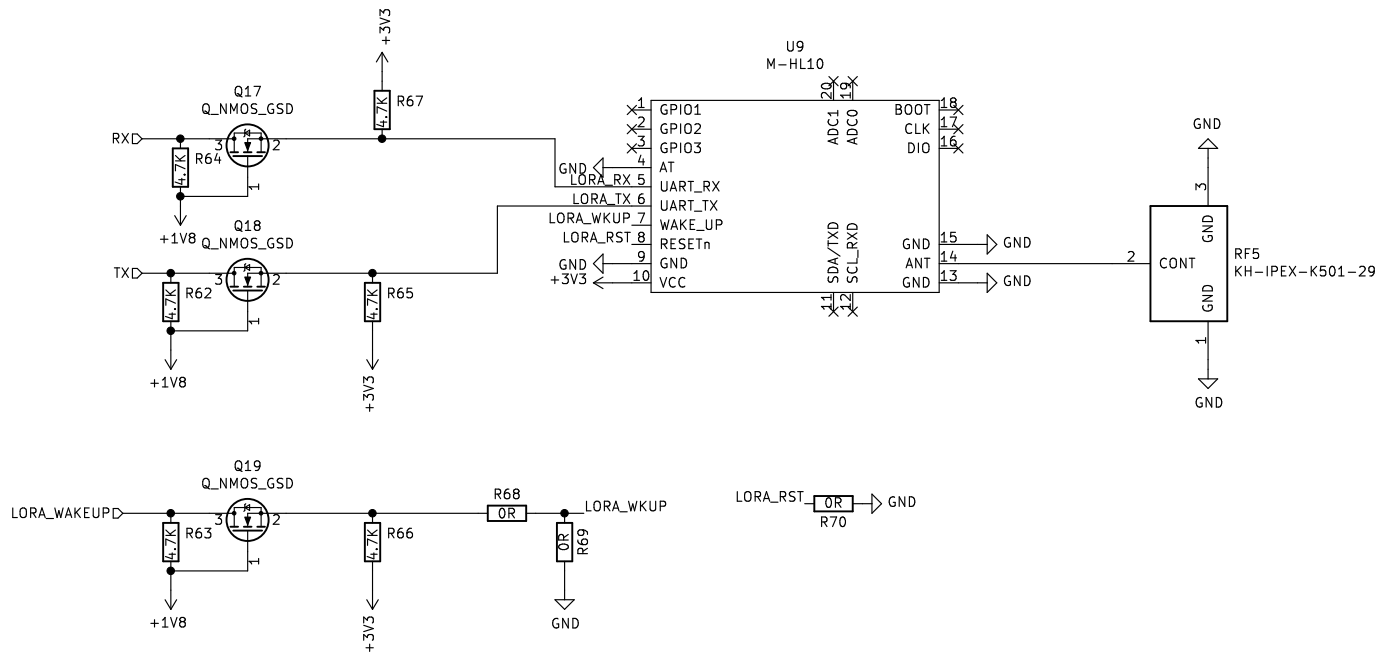 +3V3
Q17
Q_NMOS_GSD
4.7K
R67
RX
3
2
4.7K
R64
1
+1V8
Q18
Q_NMOS_GSD
TX
3
2
4.7K
R62
1
4.7K
R65
+1V8
+3V3
U9
M-HL10
1 GPIO1
2 GPIO2
3 GPIO3
GND 4 AT
LORA_RX 5 UART_RX
LORA_TX 6 UART_TX
LORA_WKUP 7 WAKE_UP
LORA_RST 8 RESETn
GND 9 GND
+3V3 10 VCC
20 ADC1
19 ADC0
BOOT 18
CLK 17
DIO 16
SDA/TXD 11
SCL_RXD 12
GND 15 GND
ANT 14
GND 13 GND
GND
3
GND
2 CONT
RF5
KH-IPEX-K501-29
GND
1
GND
Q19
Q_NMOS_GSD
LORA_WAKEUP
3
2
4.7K
R63
1
+1V8
4.7K
R66
+3V3
R68
0R
LORA_WKUP
0R
R69
GND
LORA_RST
0R
GND
R70